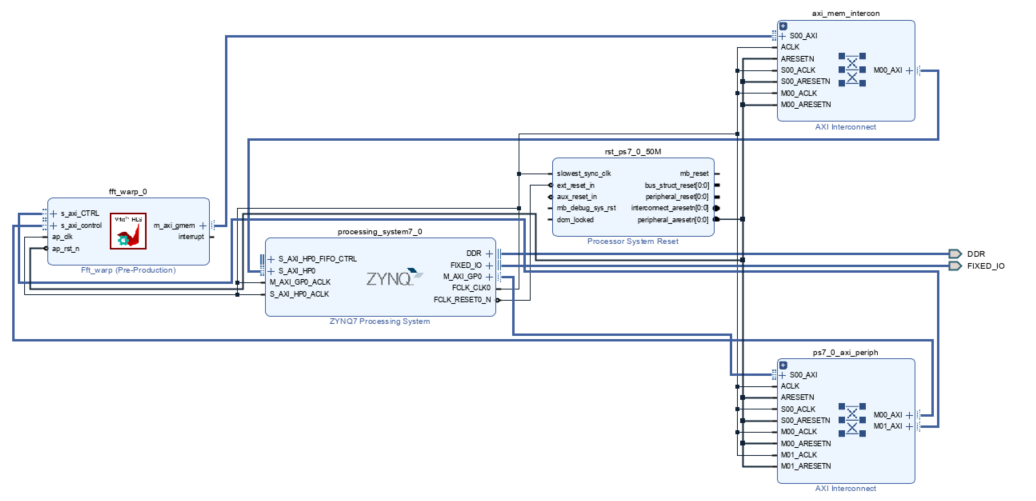 axi_mem_intercon
S00_AXI
ACLK
ARESETN
S00_ACLK
S00_ARESETN
M00_ACLK
M00_ARESETN
M00_AXI
AXI Interconnect
rst_ps7_0_50M
slowest_sync_clk
ext_reset_in
aux_reset_in
mb_debug_sys_rst
dcm_locked
mb_reset
bus_struct_reset[0:0]
peripheral_reset[0:0]
interconnect_aresetn[0:0]
peripheral_aresetn[0:0]
Processor System Reset
fft_warp_0
s_axi_CTRL
s_axi_control
ap_clk
ap_rst_n
m_axi_gmem
interrupt
Fft_warp (Pre-Production)
processing_system7_0
S_AXI_HP0_FIFO_CTRL
S_AXI_HP0
M_AXI_GP0_ACLK
S_AXI_HP0_ACLK
ZYNQ
DDR
FIXED_IO
M_AXI_GP0
FCLK_CLK0
FCLK_RESET0_N
ZYNQ7 Processing System
DDR
FIXED_IO
ps7_0_axi_periph
S00_AXI
ACLK
ARESETN
S00_ACLK
S00_ARESETN
M00_ACLK
M00_ARESETN
M01_ACLK
M01_ARESETN
M00_AXI
M01_AXI
AXI Interconnect